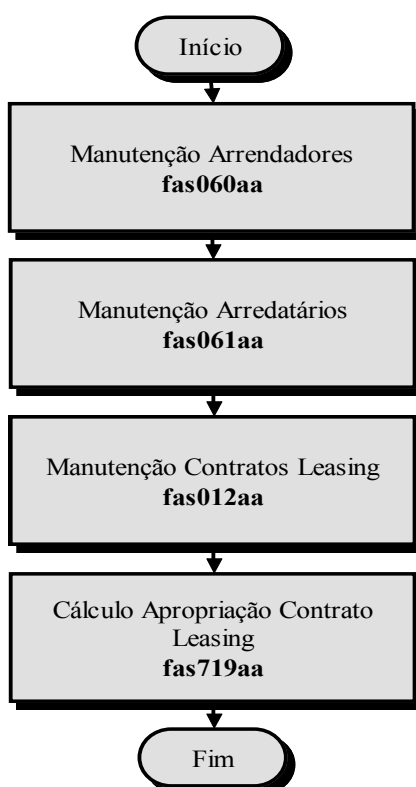 Início
Manutenção Arrendadores
fas060aa
Manutenção Arredatários
fas061aa
Manutenção Contratos Leasing
fas012aa
Cálculo Apropriação Contrato
Leasing
fas719aa
Fim